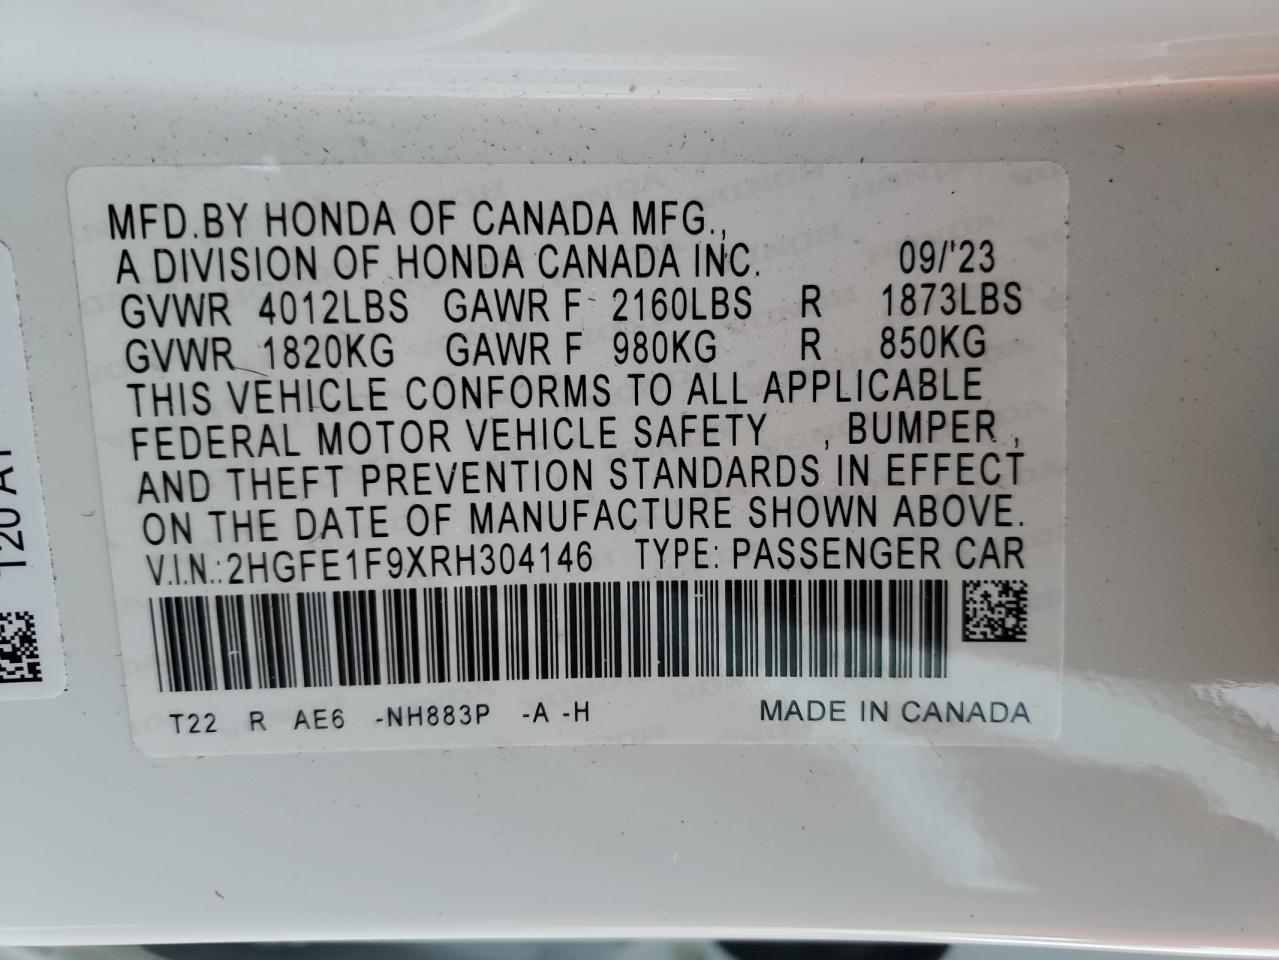 MFD.BY HONDA OF CANADA MFG.,
A DIVISION OF HONDA CANADA INC. 09/'23
GVWR 4012LBS GAWR F 2160LBS R 1873LBS
GVWR 1820KG GAWR F 980KG R 850KG
THIS VEHICLE CONFORMS TO ALL APPLICABLE
FEDERAL MOTOR VEHICLE SAFETY , BUMPER ,
AND THEFT PREVENTION STANDARDS IN EFFECT
ON THE DATE OF MANUFACTURE SHOWN ABOVE.
V.I.N.:2HGFE1F9XRH304146 TYPE: PASSENGER CAR
T22 R AE6 -NH883P -A -H MADE IN CANADA
T20